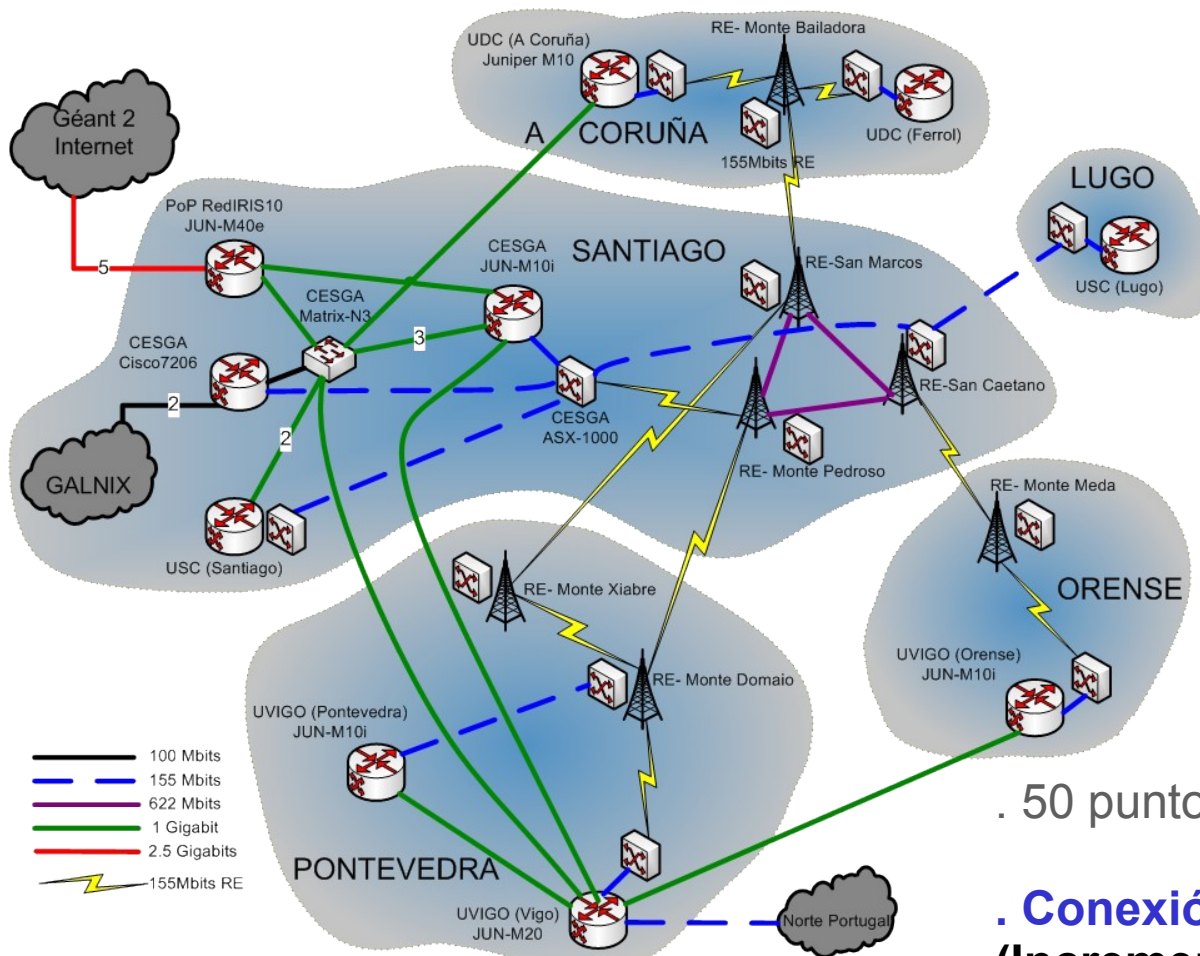 UDC (A Coruña)
Juniper M10
RE- Monte Bailadora
A CORUÑA
155Mbits RE
UDC (Ferrol)
Géant 2
Internet
5
PoP RedIRIS10
JUN-M40e
CESGA
JUN-M10i
SANTIAGO
RE-San Marcos
LUGO
USC (Lugo)
CESGA
Matrix-N3
3
CESGA
Cisco7206
2
GALNIX
2
CESGA
ASX-1000
RE-San Caetano
RE- Monte Pedroso
USC (Santiago)
RE- Monte Meda
ORENSE
UVIGO (Orense)
JUN-M10i
RE- Monte Xiabre
RE- Monte Domaio
UVIGO (Pontevedra)
JUN-M10i
100 Mbits
155 Mbits
622 Mbits
1 Gigabit
2.5 Gigabits
155Mbits RE
PONTEVEDRA
UVIGO (Vigo)
JUN-M20
Norte Portugal
. 50 punto
. Conexió